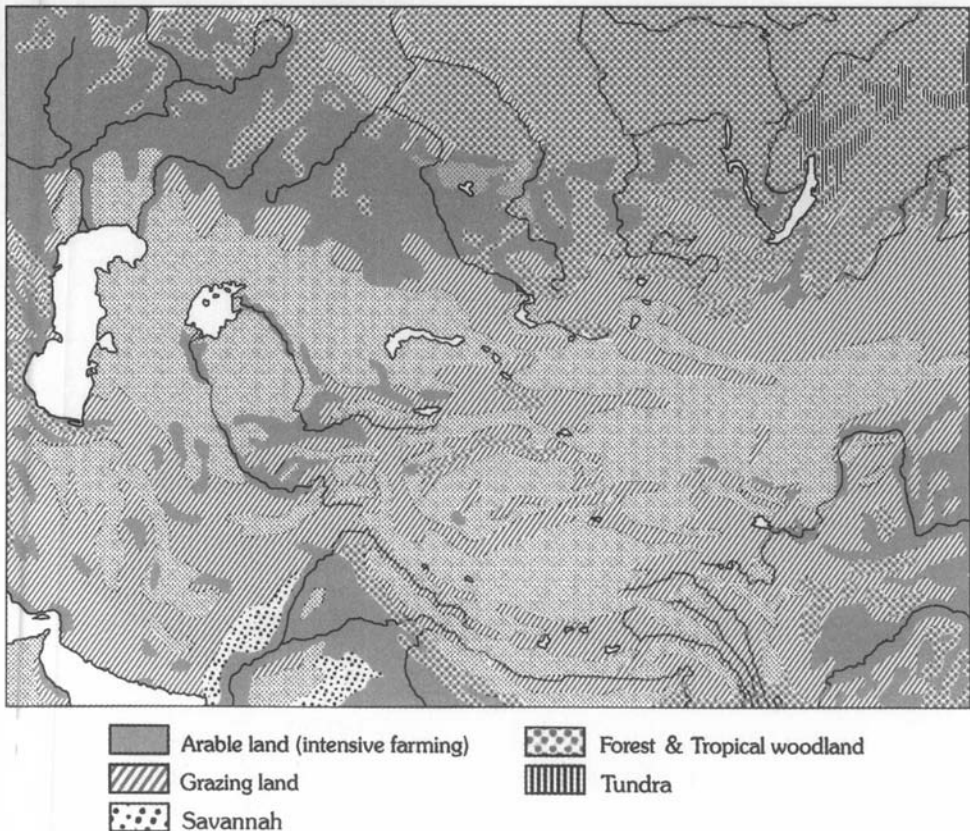 Arable land (intensive farming)
Grazing land
Savannah
Forest & Tropical woodland
Tundra